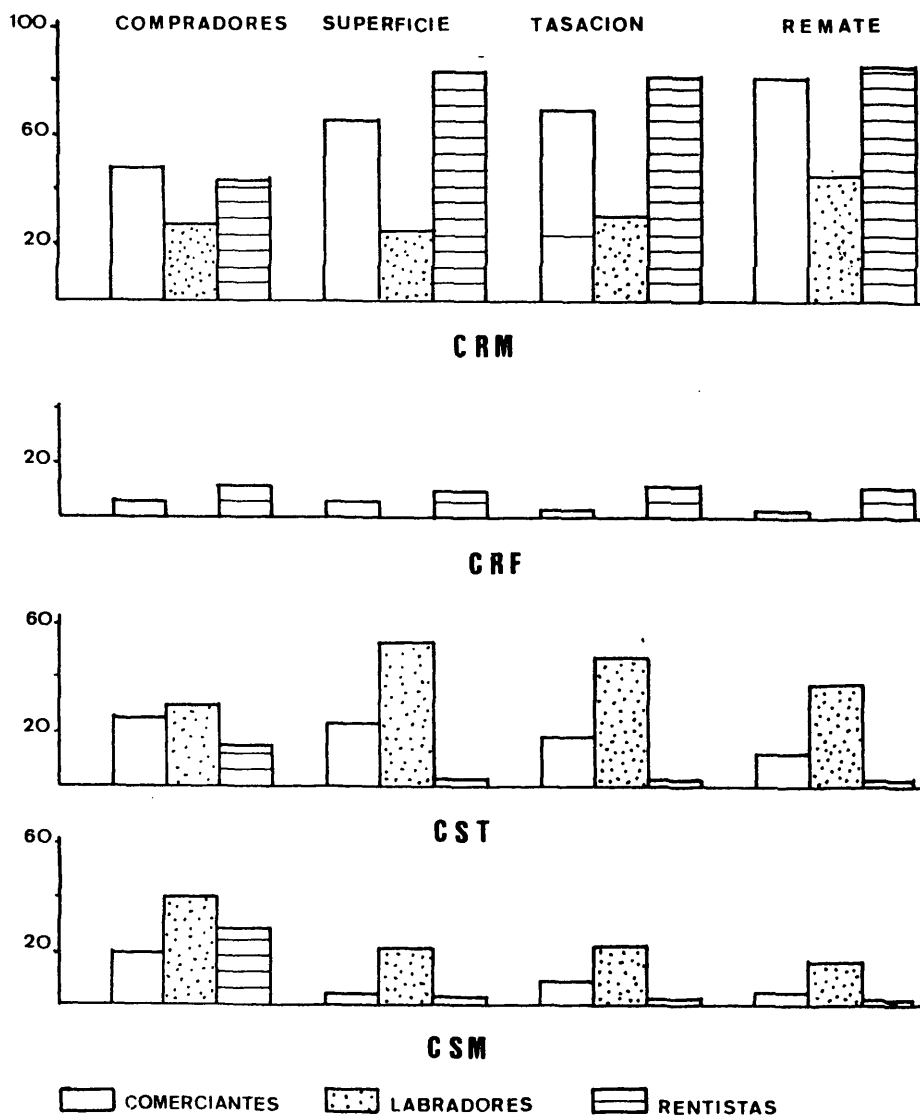 100 COMPRADORES SUPERFICIE TASACION REMATE
60
20
CRM
20
CRF
60
20
CST
60
20
CSM
COMERCIANTES LABRADORES RENTISTAS